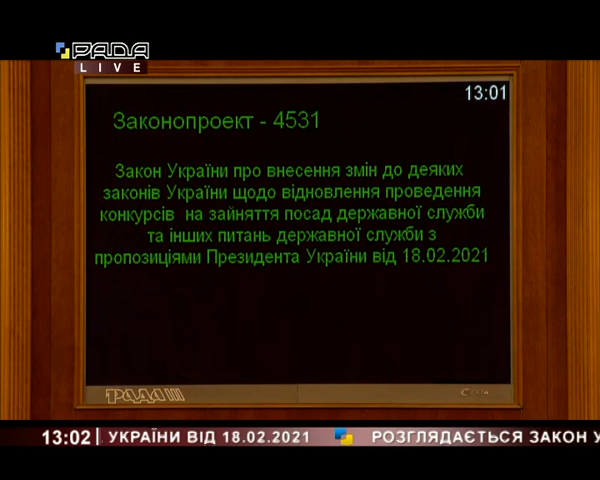 РАДА
LIVE
13:01
Законопроект - 4531
Закон України про внесення змін до деяких
законів України щодо відновлення проведення
конкурсів на зайняття посад державної служби
та інших питань державної служби з
пропозиціями Президента України від 18.02.2021
РАДА III
13:02 УКРАЇНИ ВІД 18.02.2021 РОЗГЛЯДАЄТЬСЯ ЗАКОН У